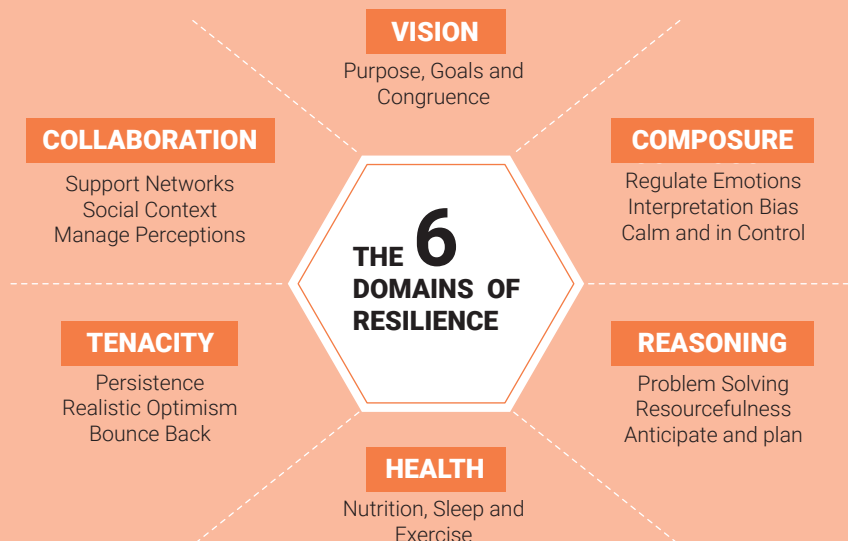 VISION
Purpose, Goals and
Congruence
COLLABORATION
Support Networks
Social Context
Manage Perceptions
COMPOSURE
Regulate Emotions
Interpretation Bias
Calm and in Control
THE 6
DOMAINS OF
RESILIENCE
TENACITY
Persistence
Realistic Optimism
Bounce Back
REASONING
Problem Solving
Resourcefulness
Anticipate and plan
HEALTH
Nutrition, Sleep and
Exercise